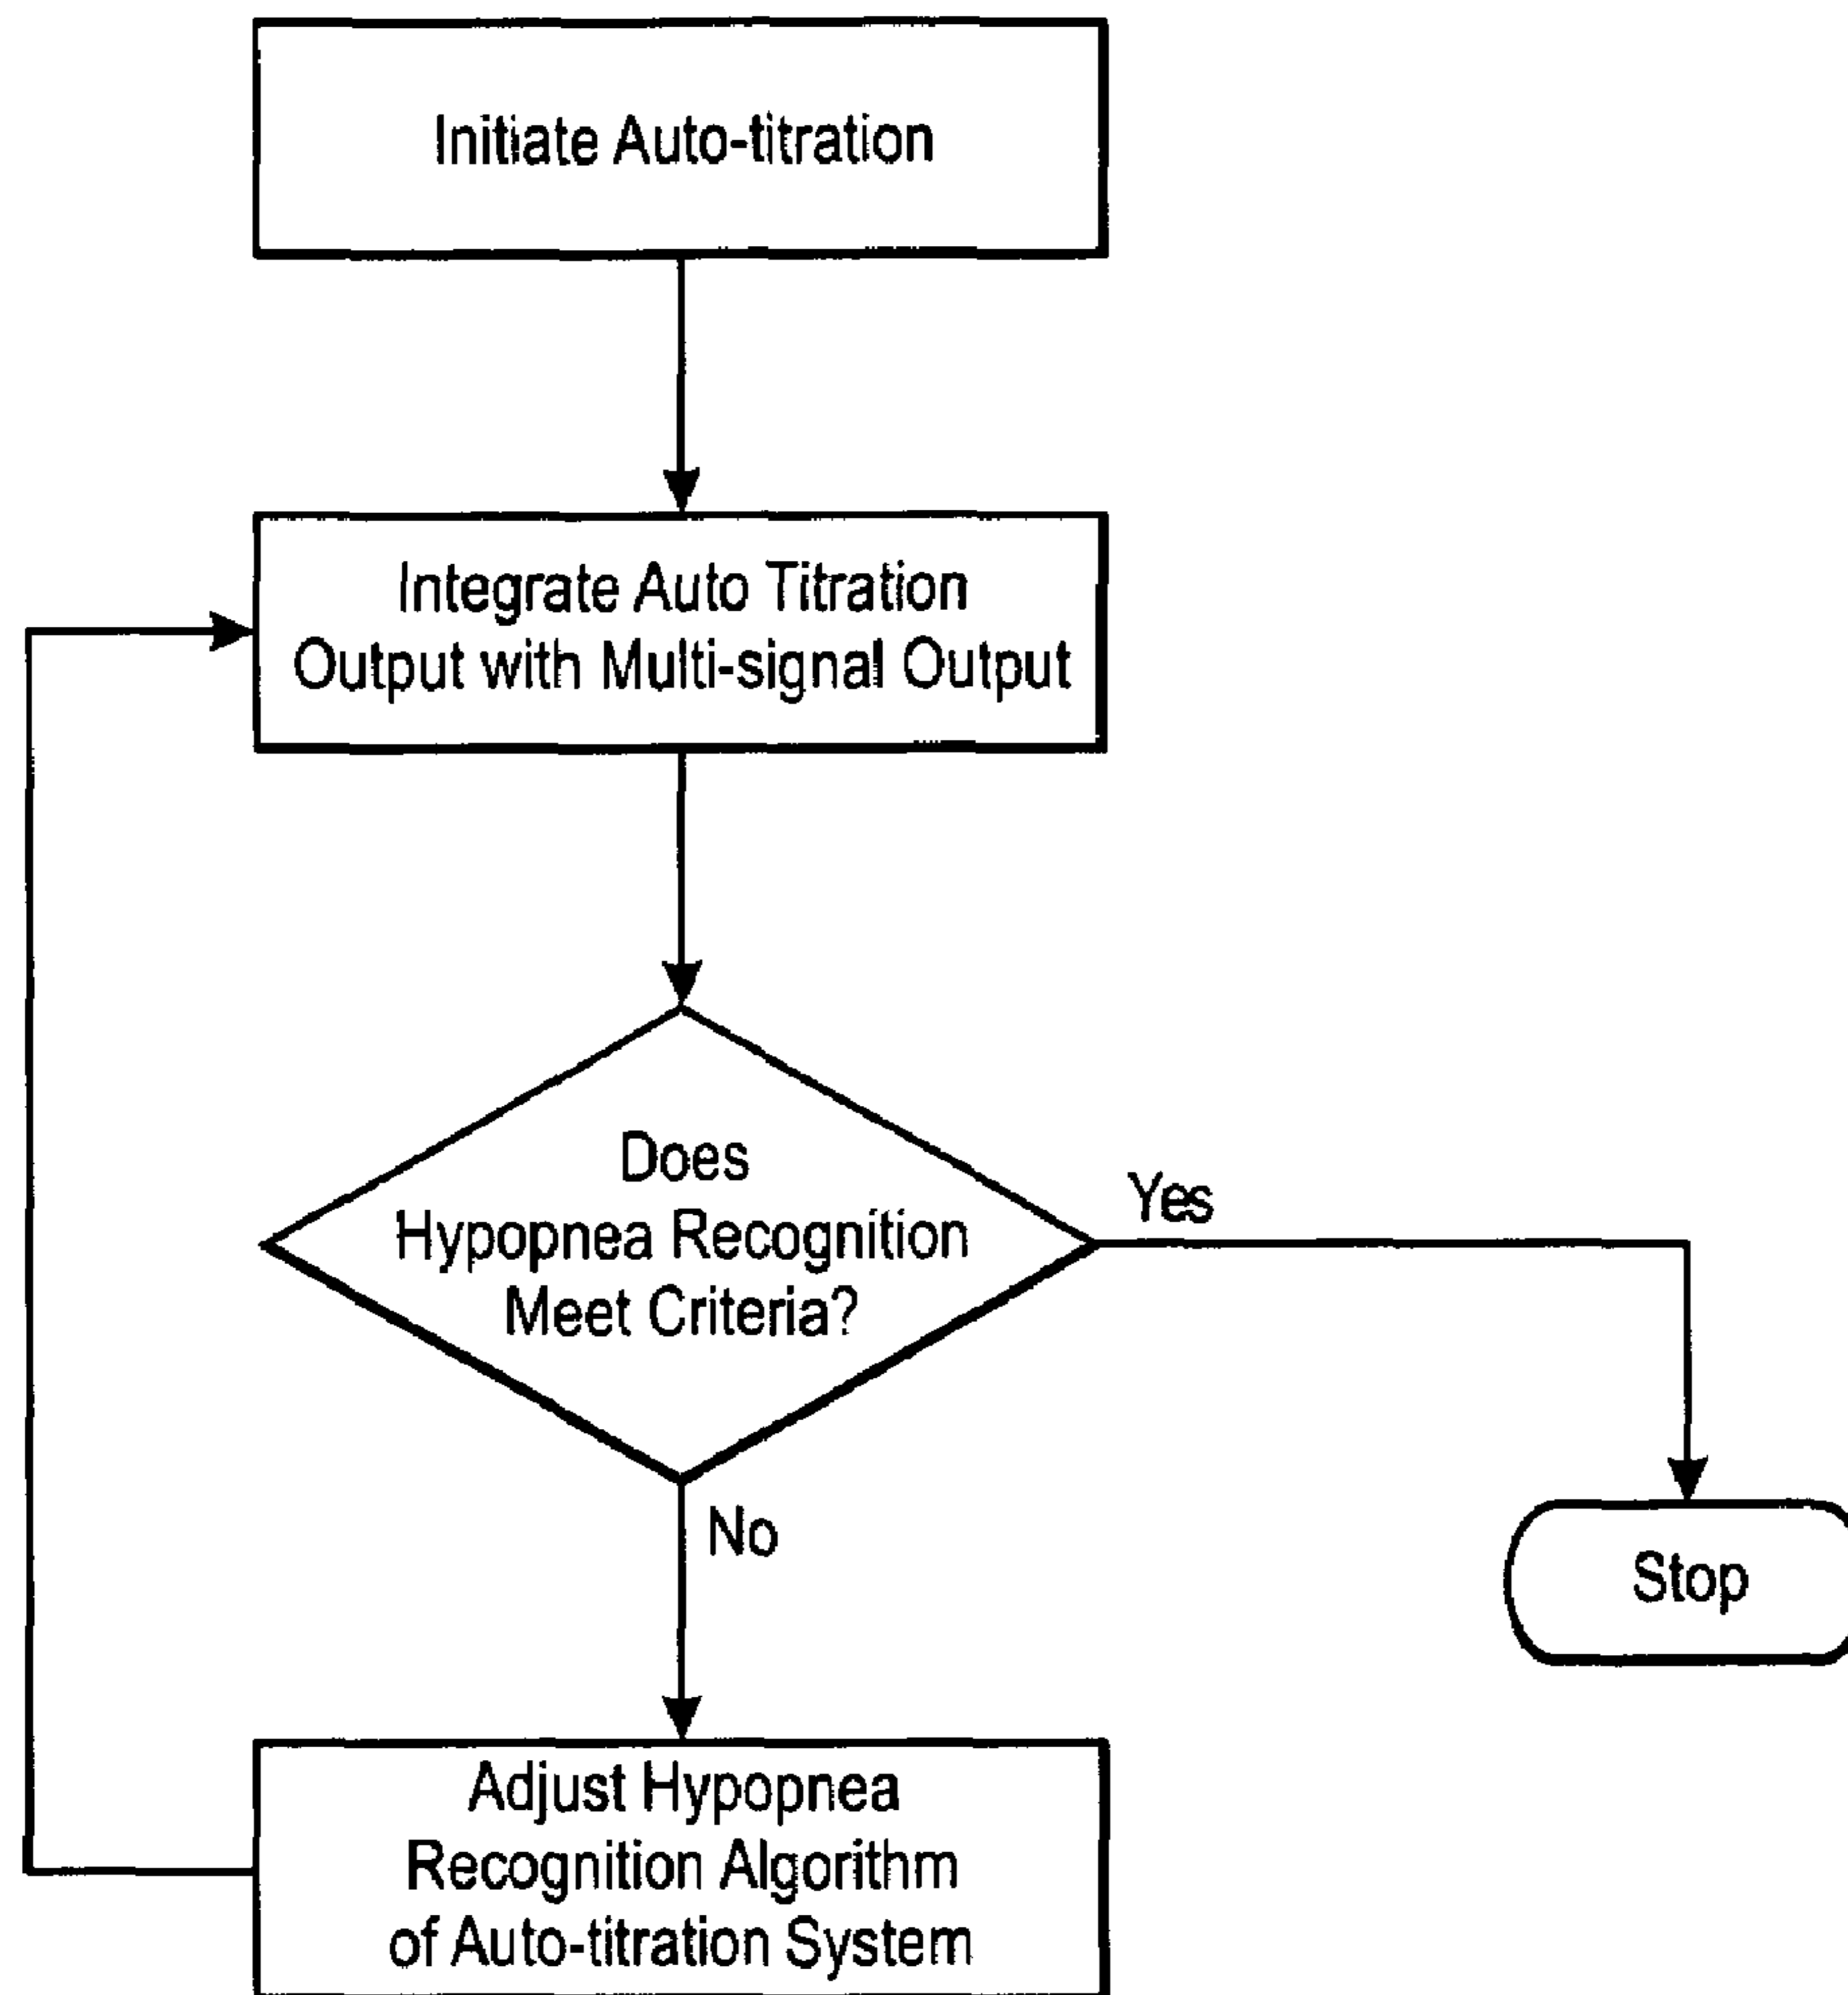 Initiate Auto-titration
Integrate Auto Titration
Output with Multi-signal Output
Does
Hypopnea Recognition
Meet Criteria?
Yes
No
Stop
Adjust Hypopnea
Recognition Algorithm
of Auto-titration System